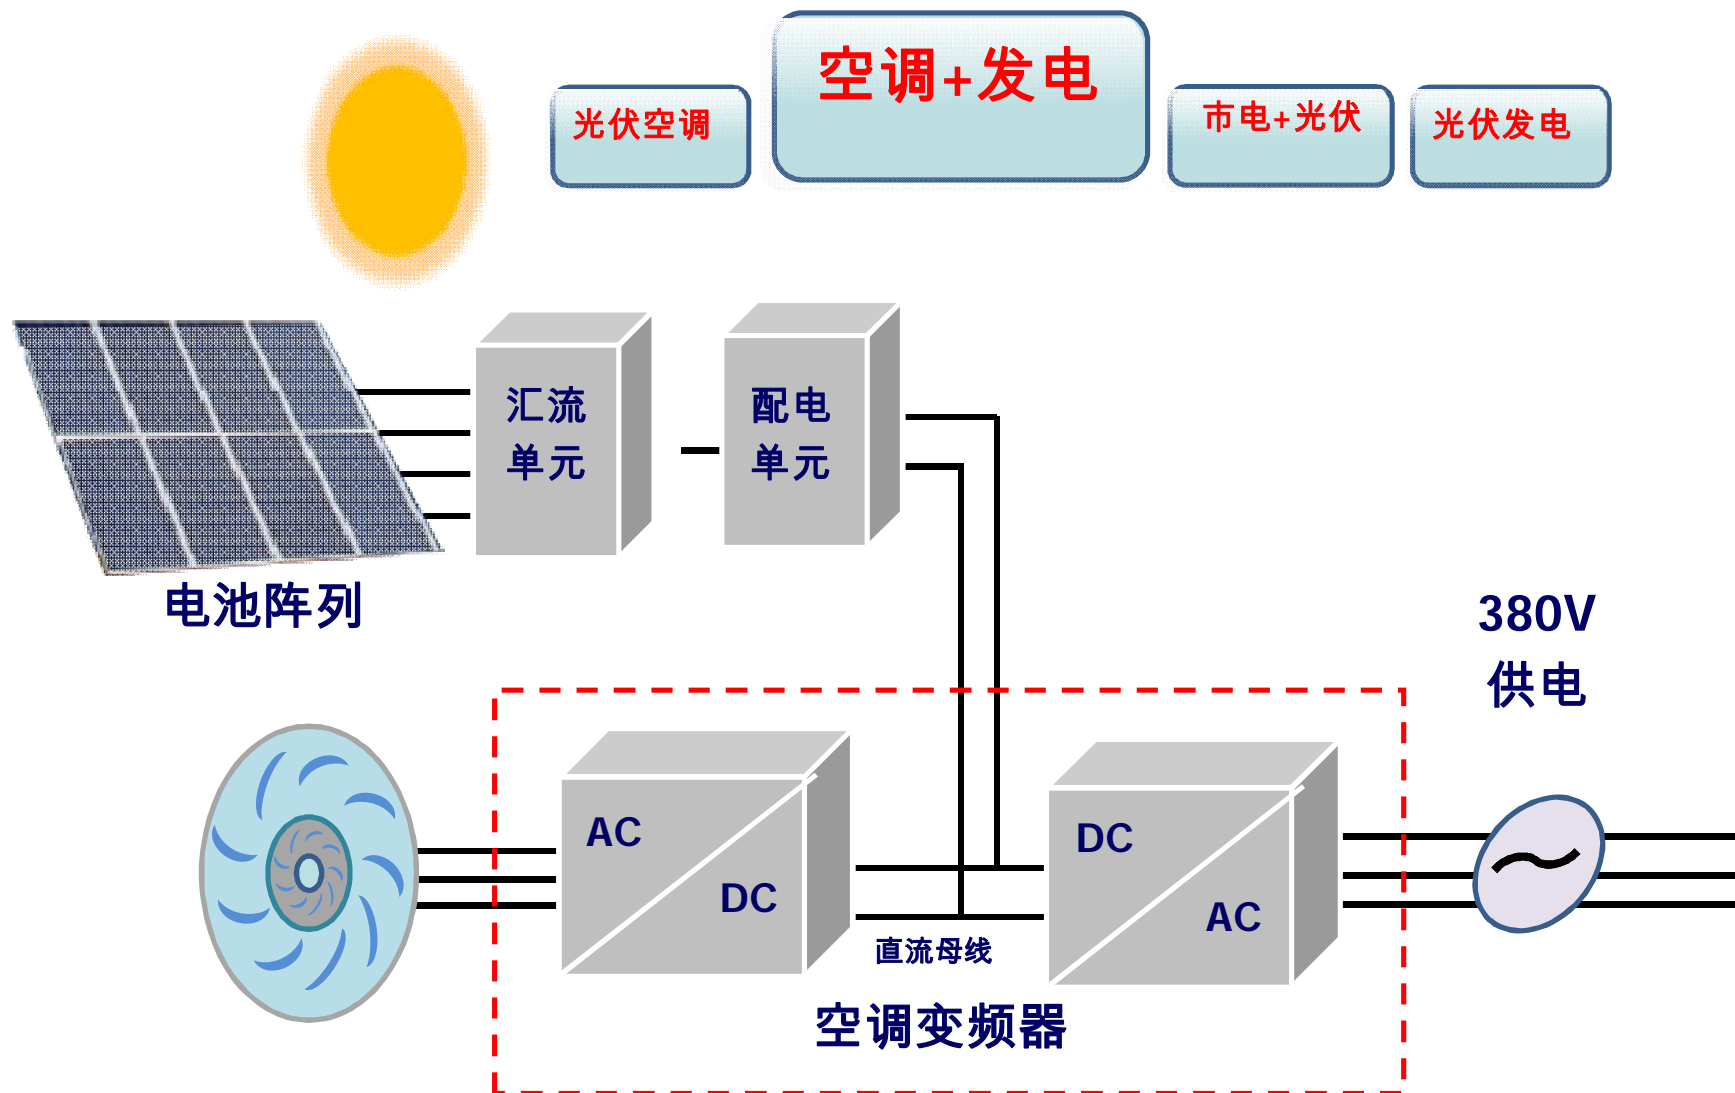 空调+发电
光伏空调
市电+光伏
光伏发电
汇流
单元
配电
单元
电池阵列
380V
供电
AC
DC
DC
AC
直流母线
空调变频器